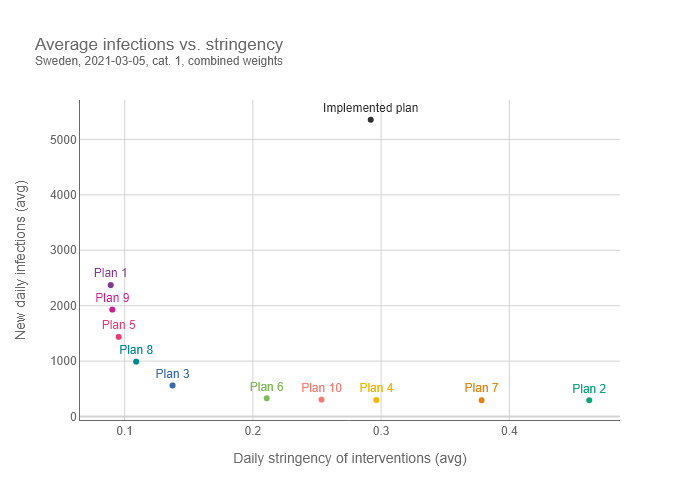 Average infections vs. stringency
Sweden, 2021-03-05, cat. 1, combined weights
Implemented plan
5000
4000
3000
Plan 1
Plan 9
2000
Plan 5
Plan 8
1000
Plan 3
Plan 6
Plan 10
Plan 4
Plan 7
Plan 2
0
0.1
0.2
0.3
0.4
New daily infections (avg)
Daily stringency of interventions (avg)